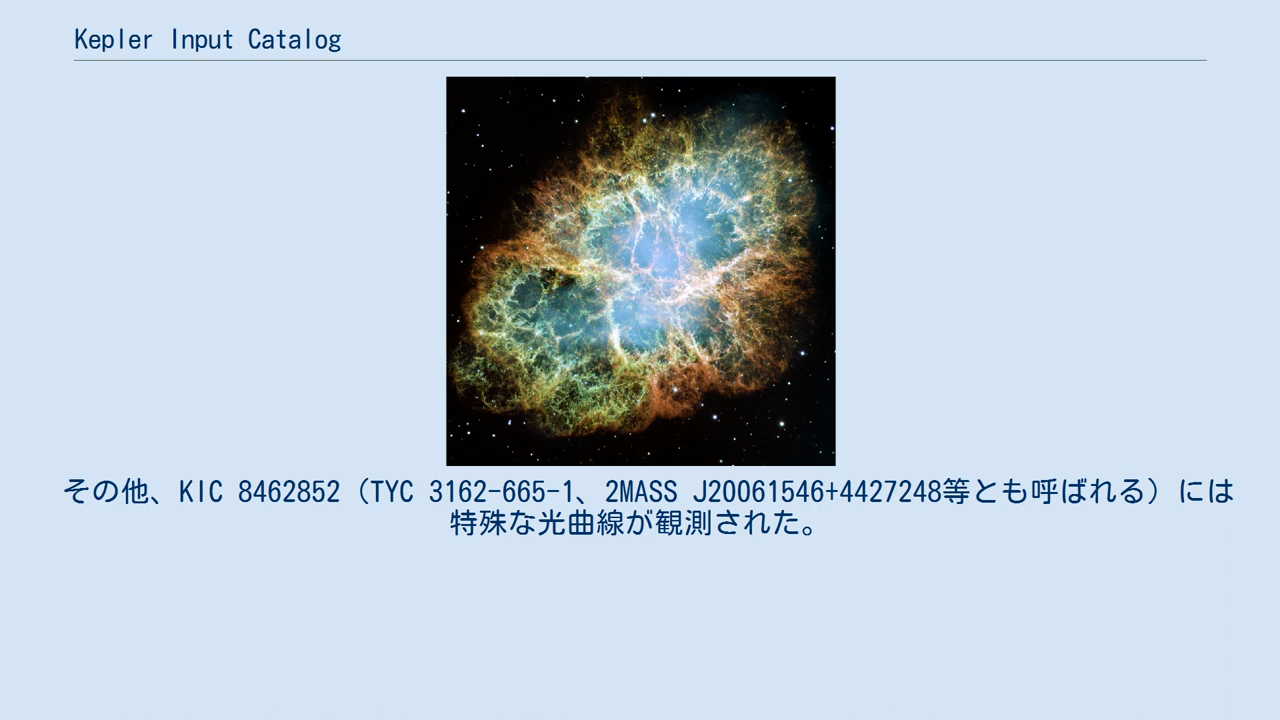 Kepler Input Catalog
その他、KIC 8462852（TYC 3162-665-1、2MASS J20061546+4427248等とも呼ばれる）には
特殊な光曲線が観測された。